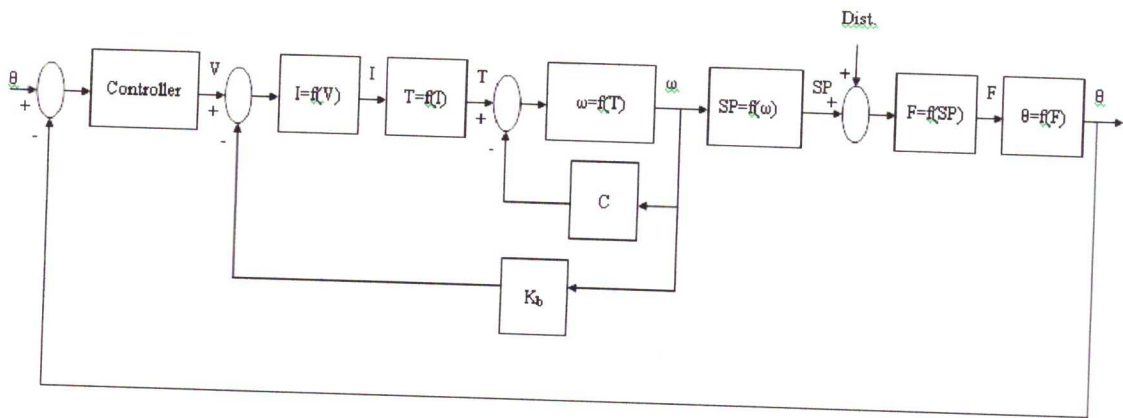 Dist.
θ
+
-
Controller
V
+
-
I=f(V)
I
T=f(I)
T
+
-
ω=f(T)
ω
SP=f(ω)
SP
+
+
F=f(SP)
F
θ=f(F)
θ
C
Kb